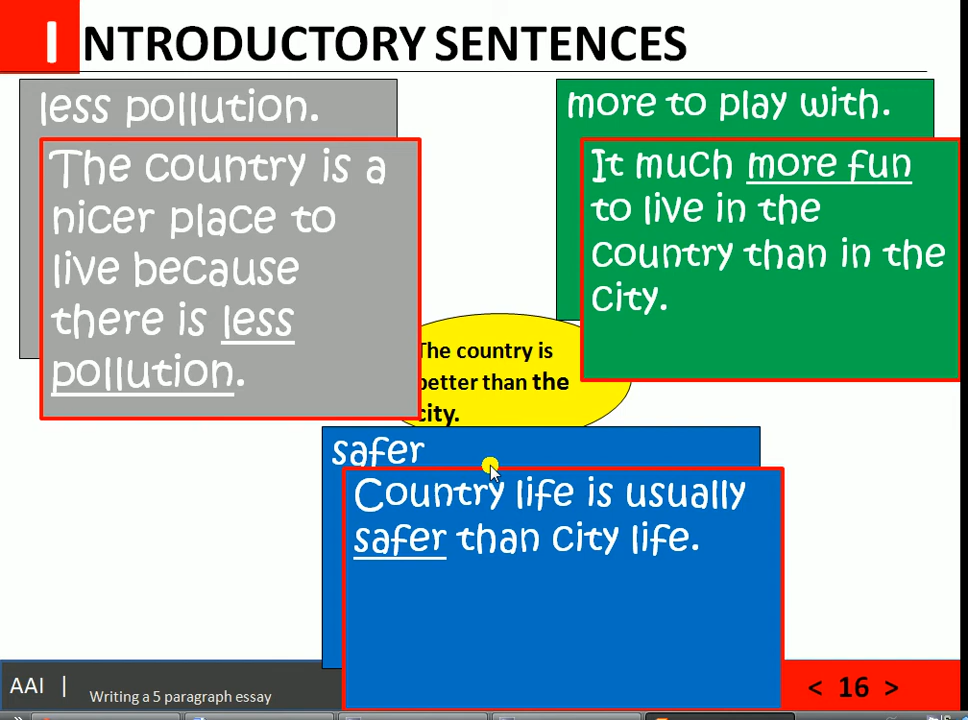 INTRODUCTORY SENTENCES
less pollution.
The country is a
nicer place to
live because
there is less
pollution.
more to play with.
It much more fun
to live in the
country than in the
city.
The country is
better than the
city.
safer
Country life is usually
safer than city life.
AAI |
Writing a 5 paragraph essay
< 16 >